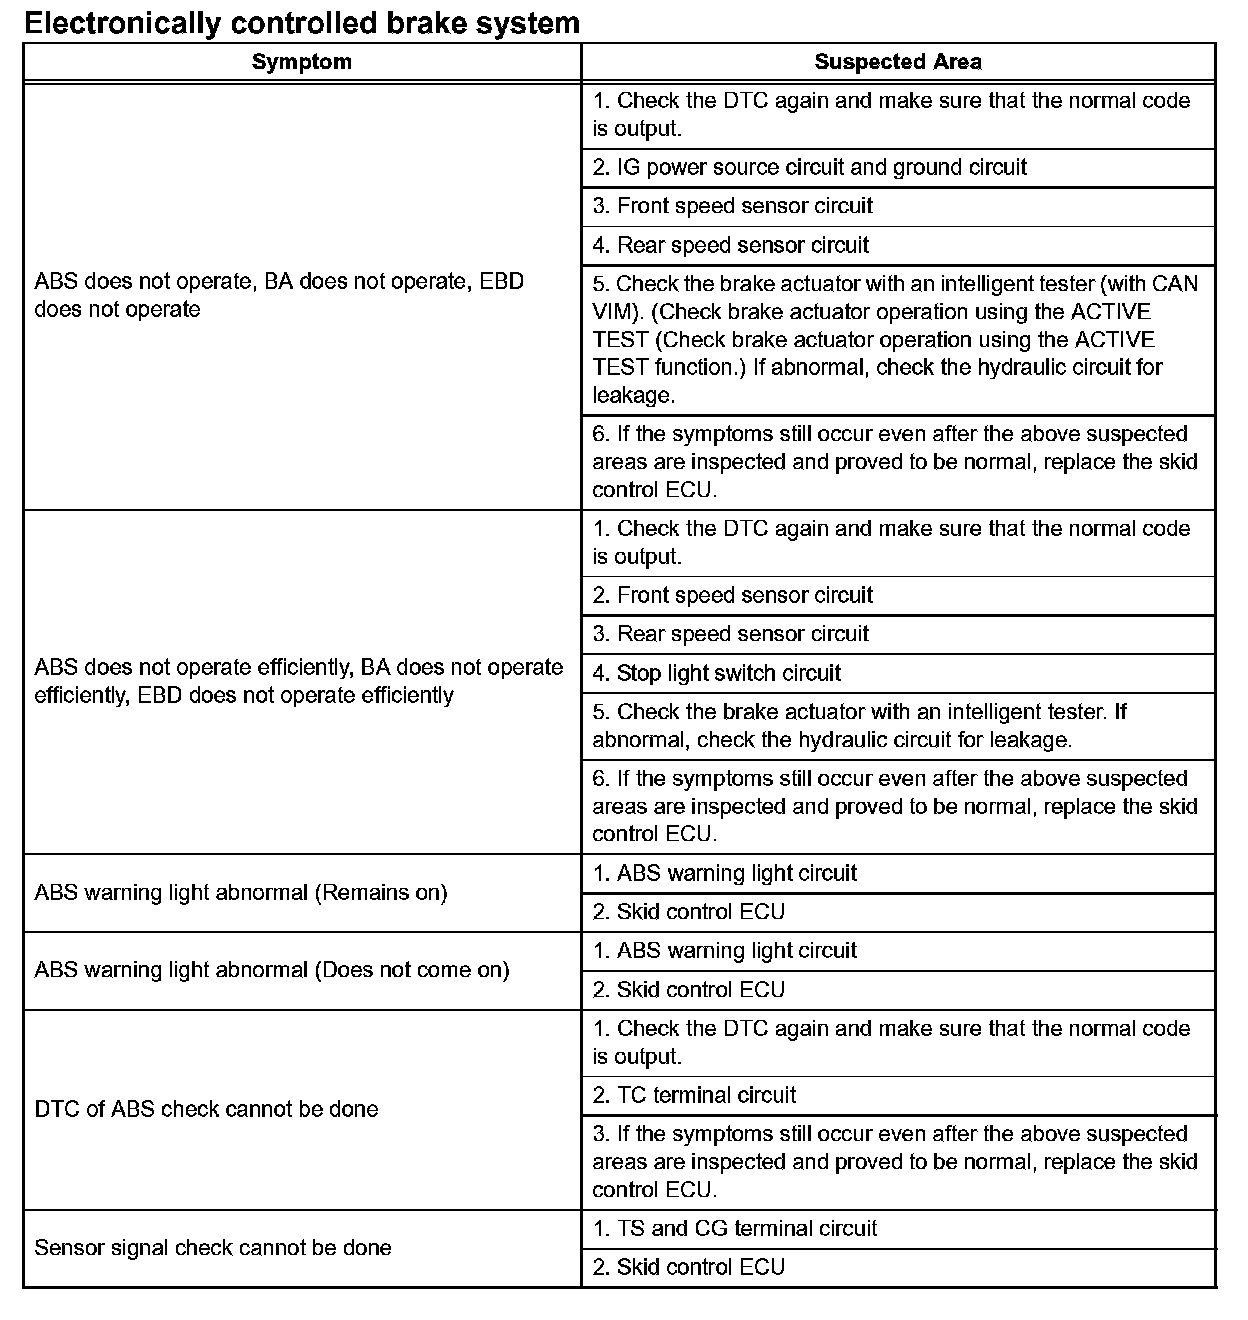 Electronically controlled brake system
Symptom
Suspected Area
ABS does not operate, BA does not operate, EBD
does not operate
1. Check the DTC again and make sure that the normal code
is output.
2. IG power source circuit and ground circuit
3. Front speed sensor circuit
4. Rear speed sensor circuit
5. Check the brake actuator with an intelligent tester (with CAN
VIM). (Check brake actuator operation using the ACTIVE
TEST (Check brake actuator operation using the ACTIVE
TEST function.) If abnormal, check the hydraulic circuit for
leakage.
6. If the symptoms still occur even after the above suspected
areas are inspected and proved to be normal, replace the skid
control ECU.
ABS does not operate efficiently, BA does not operate
efficiently, EBD does not operate efficiently
1. Check the DTC again and make sure that the normal code
is output.
2. Front speed sensor circuit
3. Rear speed sensor circuit
4. Stop light switch circuit
5. Check the brake actuator with an intelligent tester. If
abnormal, check the hydraulic circuit for leakage.
6. If the symptoms still occur even after the above suspected
areas are inspected and proved to be normal, replace the skid
control ECU.
ABS warning light abnormal (Remains on)
1. ABS warning light circuit
2. Skid control ECU
ABS warning light abnormal (Does not come on)
1. ABS warning light circuit
2. Skid control ECU
DTC of ABS check cannot be done
1. Check the DTC again and make sure that the normal code
is output.
2. TC terminal circuit
3. If the symptoms still occur even after the above suspected
areas are inspected and proved to be normal, replace the skid
control ECU.
Sensor signal check cannot be done
1. TS and CG terminal circuit
2. Skid control ECU